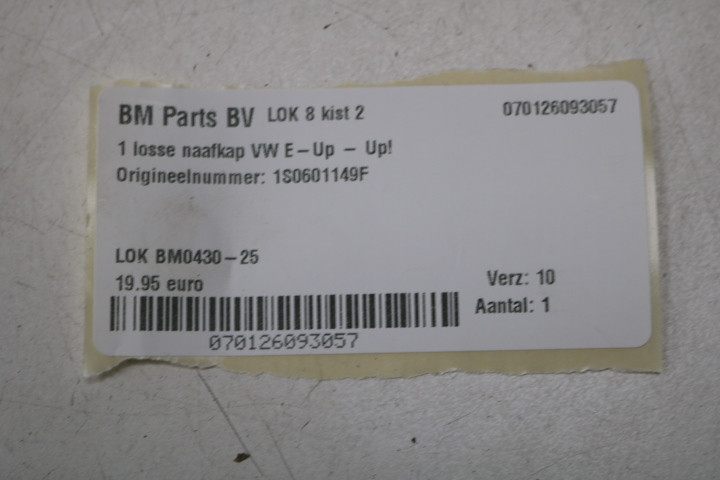 BM Parts BV LOK 8 kist 2 070126093057
1 losse naafkap VW E-Up - Up!
Origineelnummer: 1S0601149F
LOK BM0430-25
19.95 euro
Verz: 10
Aantal: 1
070126093057